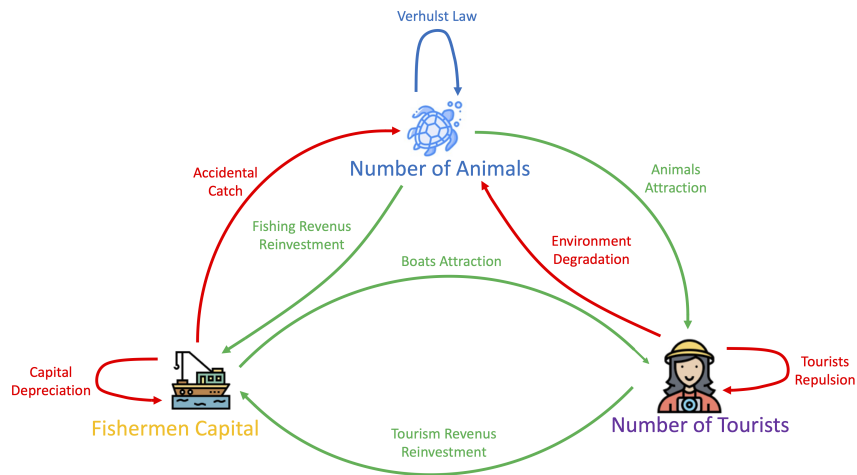 Verhulst Law
Number of Animals
Accidental
Catch
Animals
Attraction
Fishing Revenus
Reinvestment
Environment
Degradation
Boats Attraction
Capital
Depreciation
Tourists
Repulsion
Fishermen Capital
Number of Tourists
Tourism Revenus
Reinvestment